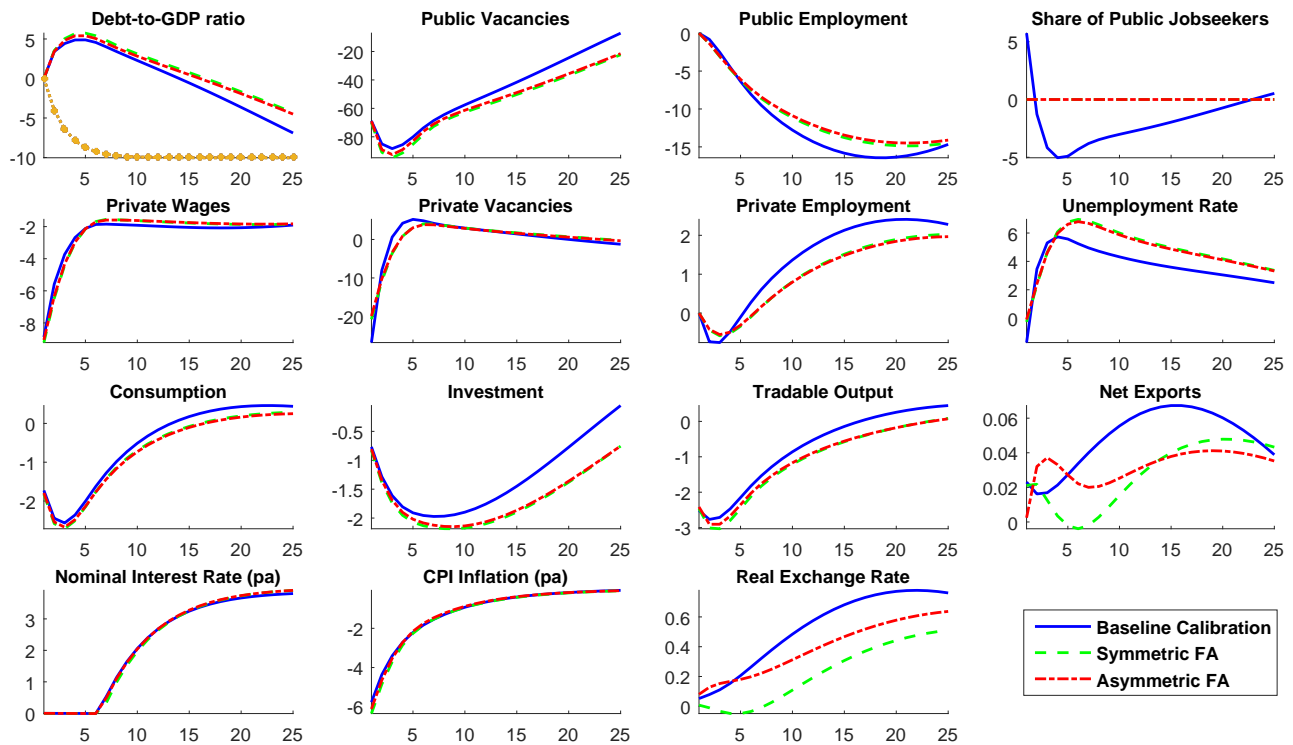 Debt-to-GDP ratio
5
0
-5
-10
5 10 15 20 25
Public Vacancies
-20
-40
-60
-80
5 10 15 20 25
Public Employment
0
-5
-10
-15
5 10 15 20 25
Share of Public Jobseekers
5
0
-5
5 10 15 20 25
Private Wages
-2
-4
-6
-8
5 10 15 20 25
Private Vacancies
0
-10
-20
5 10 15 20 25
Private Employment
2
1
0
5 10 15 20 25
Unemployment Rate
6
4
2
0
5 10 15 20 25
Consumption
0
-1
-2
5 10 15 20 25
Investment
-0.5
-1
-1.5
-2
5 10 15 20 25
Tradable Output
0
-1
-2
-3
5 10 15 20 25
Net Exports
0.06
0.04
0.02
0
5 10 15 20 25
Nominal Interest Rate (pa)
3
2
1
0
5 10 15 20 25
CPI Inflation (pa)
-2
-4
-6
5 10 15 20 25
Real Exchange Rate
0.6
0.4
0.2
0
5 10 15 20 25
Baseline Calibration
Symmetric FA
Asymmetric FA